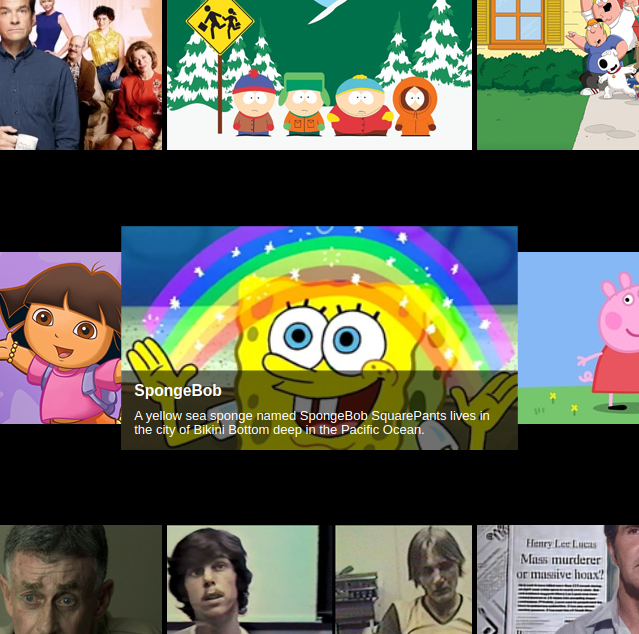 SpongeBob
A yellow sea sponge named SpongeBob SquarePants lives in
the city of Bikini Bottom deep in the Pacific Ocean.
Henry Lee Lucas
Mass murderer
or massive hoax?